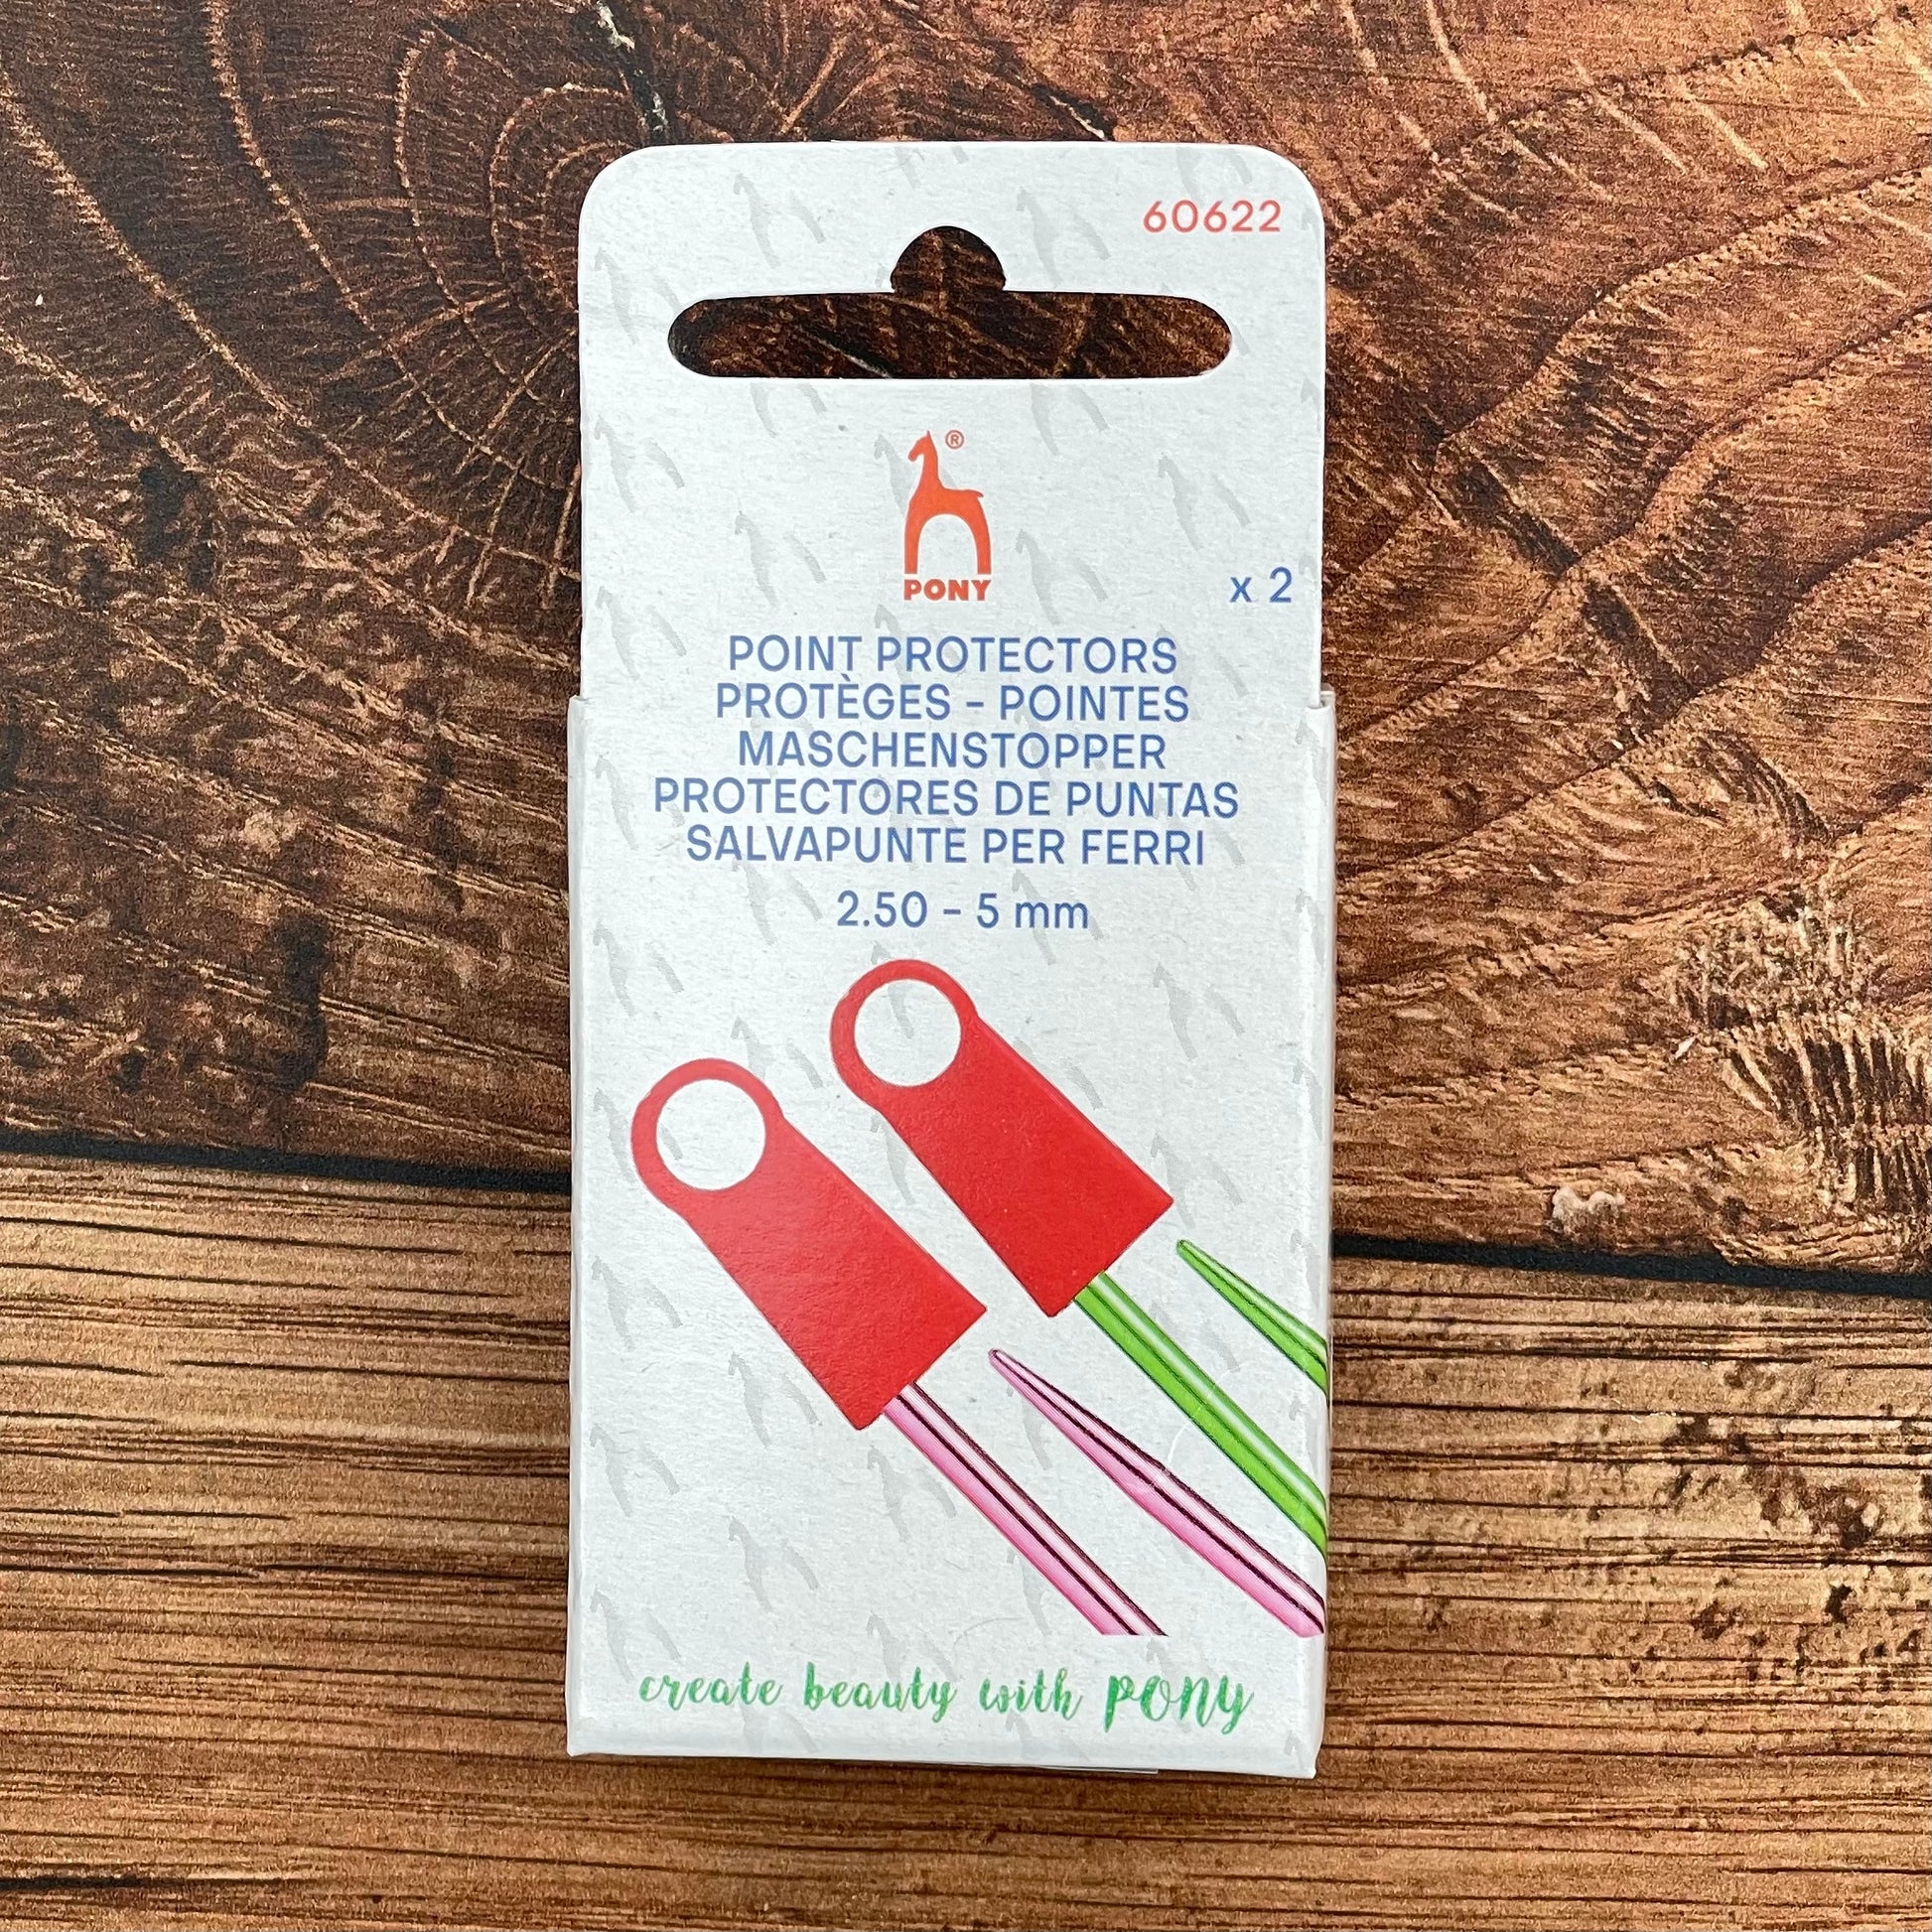 60622
®
PONY
x 2
POINT PROTECTORS
PROTÈGES - POINTES
MASCHENSTOPPER
PROTECTORES DE PUNTAS
SALVAPUNTE PER FERRI
2.50 - 5 mm
create beauty with PONY